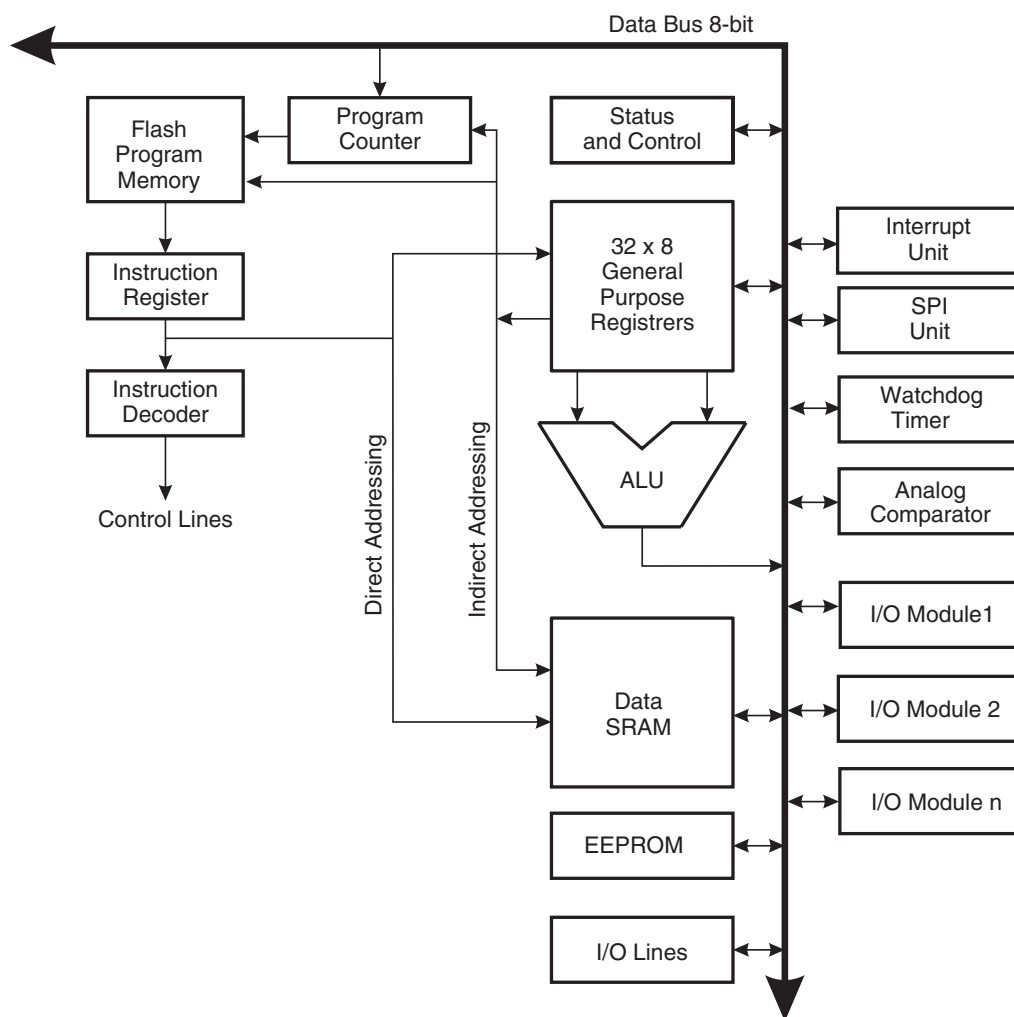 Data Bus 8-bit
Flash
Program
Memory
Program
Counter
Status
and Control
Interrupt
Unit
32 x 8
General
Purpose
Registrers
Instruction
Register
SPI
Unit
Instruction
Decoder
Watchdog
Timer
Direct Addressing
Indirect Addressing
ALU
Analog
Comparator
Control Lines
I/O Module1
Data
SRAM
I/O Module 2
I/O Module n
EEPROM
I/O Lines